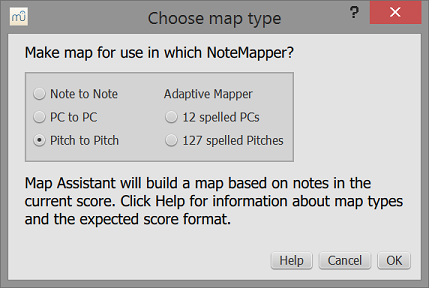 mū Choose map type ? X
Make map for use in which NoteMapper?
Note to Note Adaptive Mapper
PC to PC 12 spelled PCs
Pitch to Pitch 127 spelled Pitches
Map Assistant will build a map based on notes in the
current score. Click Help for information about map types
and the expected score format.
Help Cancel OK